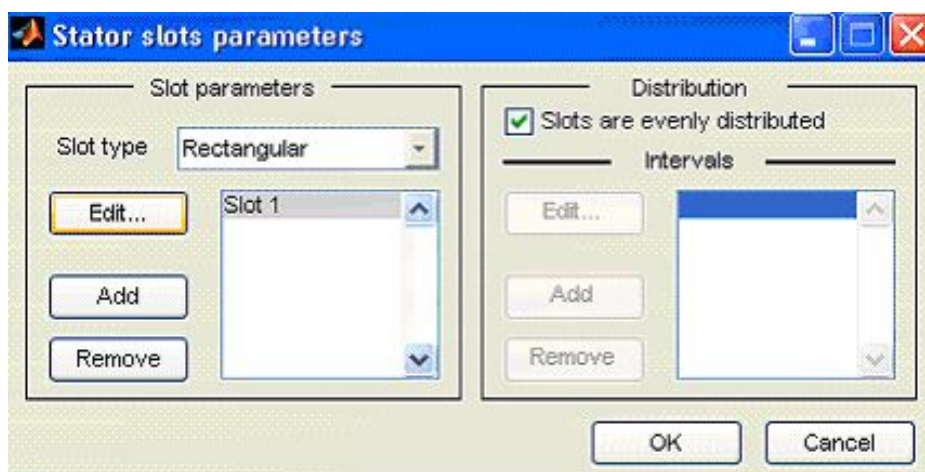 Stator slots parameters
Slot parameters
Slot type Rectangular
Edit...
Slot 1
Add
Remove
Distribution
Slots are evenly distributed
Intervals
Edit...
Add
Remove
OK
Cancel